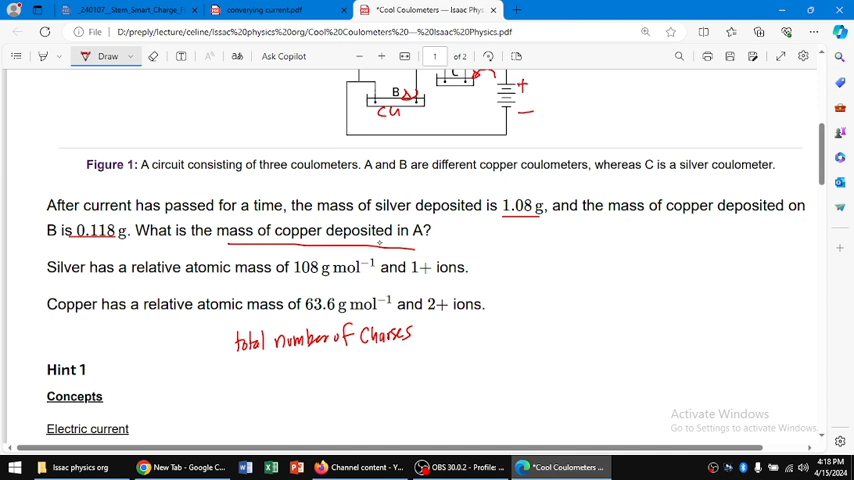 _240107__Stem_Smart_Charge_F
converying current.pdf
*Cool Coulometers — Isaac Phys
D:/preply/lecture/celine/Issac%20physics%20org/Cool%20Coulometers%20—%20Isaac%20Physics.pdf
Draw
Ask Copilot
1 of 2
B
C
Cu
+
−
Figure 1: A circuit consisting of three coulometers. A and B are different copper coulometers, whereas C is a silver coulometer.
After current has passed for a time, the mass of silver deposited is 1.08 g, and the mass of copper deposited on
B is 0.118 g. What is the mass of copper deposited in A?
Silver has a relative atomic mass of 108 g mol⁻¹ and 1+ ions.
Copper has a relative atomic mass of 63.6 g mol⁻¹ and 2+ ions.
total number of Charses
Hint 1
Concepts
Electric current
Activate Windows
Go to Settings to activate Windows.
Issac physics org
New Tab - Google C...
Channel content - Y...
OBS 30.0.2 - Profile: ...
*Cool Coulometers ...
4:18 PM
4/15/2024